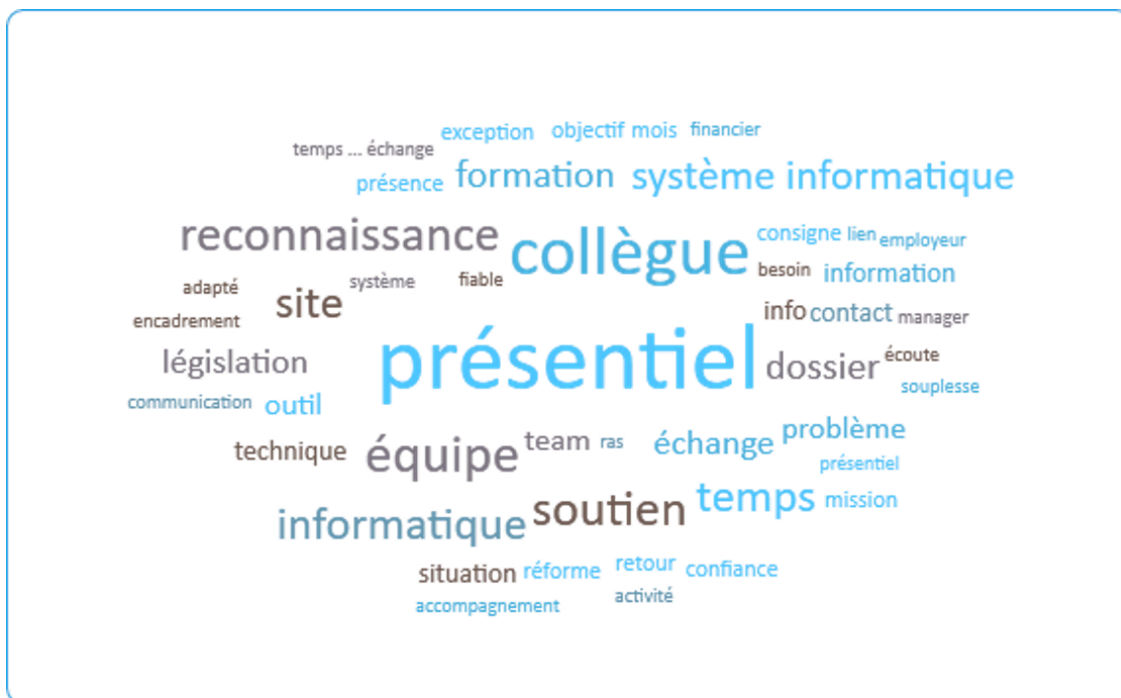 exception objectif mois financier
temps ... échange
présence formation système informatique
reconnaissance collègue consigne lien employeur
adapté système fiable besoin information
encadrement site info contact manager
législation présentiel dossier écoute
communication outil souplesse
technique équipe team ras échange problème
présentiel
informatique soutien temps mission
situation réforme retour confiance
accompagnement activité